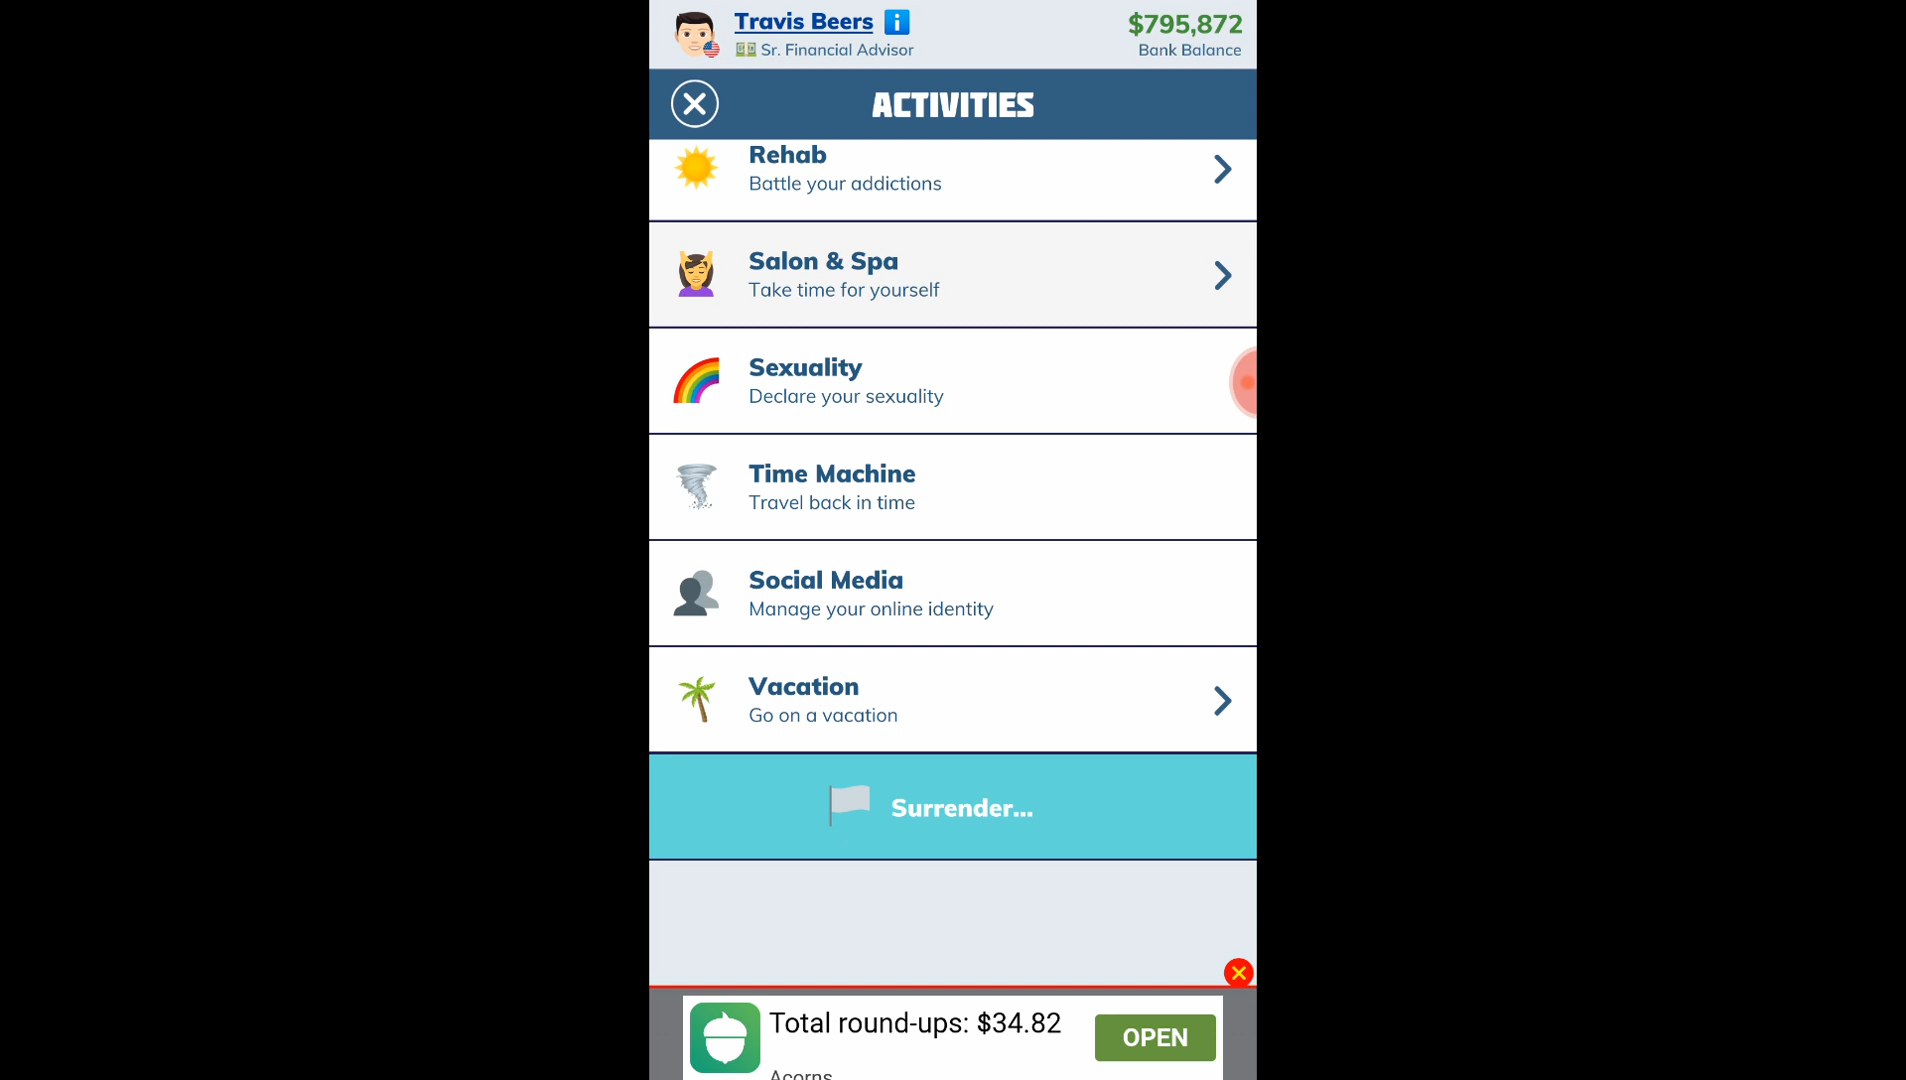 Travis Beers i
Sr. Financial Advisor
$795,872
Bank Balance
ACTIVITIES
Rehab
Battle your addictions
Salon & Spa
Take time for yourself
Sexuality
Declare your sexuality
Time Machine
Travel back in time
Social Media
Manage your online identity
Vacation
Go on a vacation
Surrender...
Total round-ups: $34.82
OPEN
Acorns